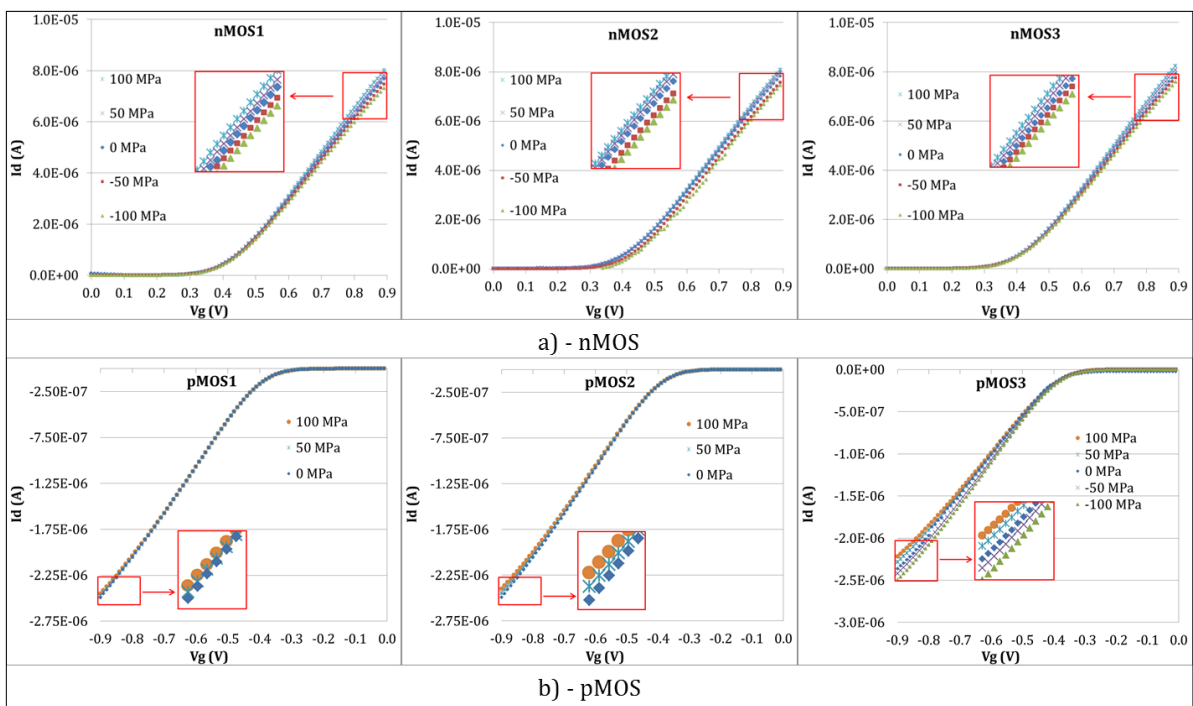 nMOS1
1.0E-05
8.0E-06
6.0E-06
4.0E-06
2.0E-06
0.0E+00
Id (A)
100 MPa
50 MPa
0 MPa
-50 MPa
-100 MPa
0.0 0.1 0.2 0.3 0.4 0.5 0.6 0.7 0.8 0.9
Vg (V)
nMOS2
1.0E-05
8.0E-06
6.0E-06
4.0E-06
2.0E-06
0.0E+00
Id (A)
100 MPa
50 MPa
0 MPa
-50 MPa
-100 MPa
0.0 0.1 0.2 0.3 0.4 0.5 0.6 0.7 0.8 0.9
Vg (V)
nMOS3
1.0E-05
8.0E-06
6.0E-06
4.0E-06
2.0E-06
0.0E+00
Id (A)
100 MPa
50 MPa
0 MPa
-50 MPa
-100 MPa
0.0 0.1 0.2 0.3 0.4 0.5 0.6 0.7 0.8 0.9
Vg (V)
a) - nMOS
pMOS1
-2.50E-07
-7.50E-07
-1.25E-06
-1.75E-06
-2.25E-06
-2.75E-06
Id (A)
100 MPa
50 MPa
0 MPa
-0.9 -0.8 -0.7 -0.6 -0.5 -0.4 -0.3 -0.2 -0.1 0.0
Vg (V)
pMOS2
-2.50E-07
-7.50E-07
-1.25E-06
-1.75E-06
-2.25E-06
-2.75E-06
Id (A)
100 MPa
50 MPa
0 MPa
-0.9 -0.8 -0.7 -0.6 -0.5 -0.4 -0.3 -0.2 -0.1 0.0
Vg (V)
pMOS3
0.0E+00
-5.0E-07
-1.0E-06
-1.5E-06
-2.0E-06
-2.5E-06
-3.0E-06
Id (A)
100 MPa
50 MPa
0 MPa
-50 MPa
-100 MPa
-0.9 -0.8 -0.7 -0.6 -0.5 -0.4 -0.3 -0.2 -0.1 0.0
Vg (V)
b) - pMOS